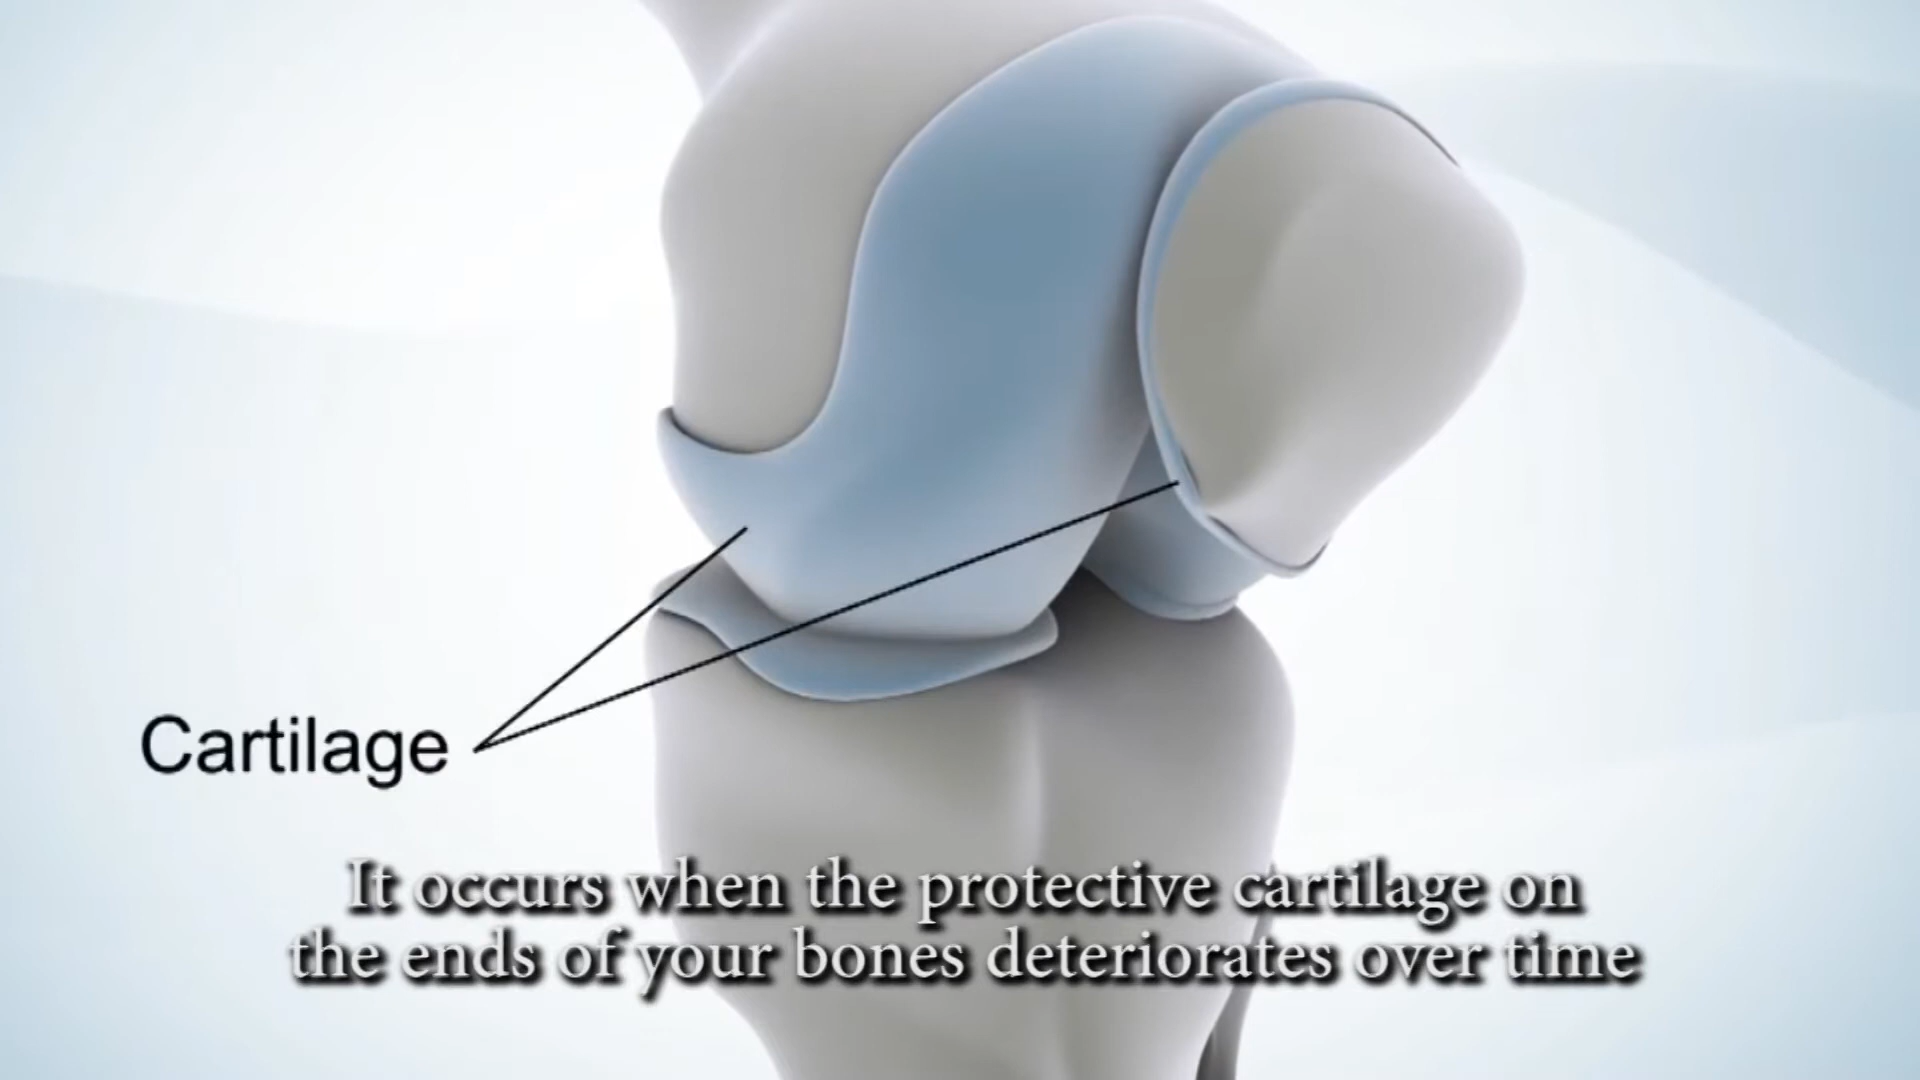 Cartilage
It occurs when the protective cartilage on
the ends of your bones deteriorates over time